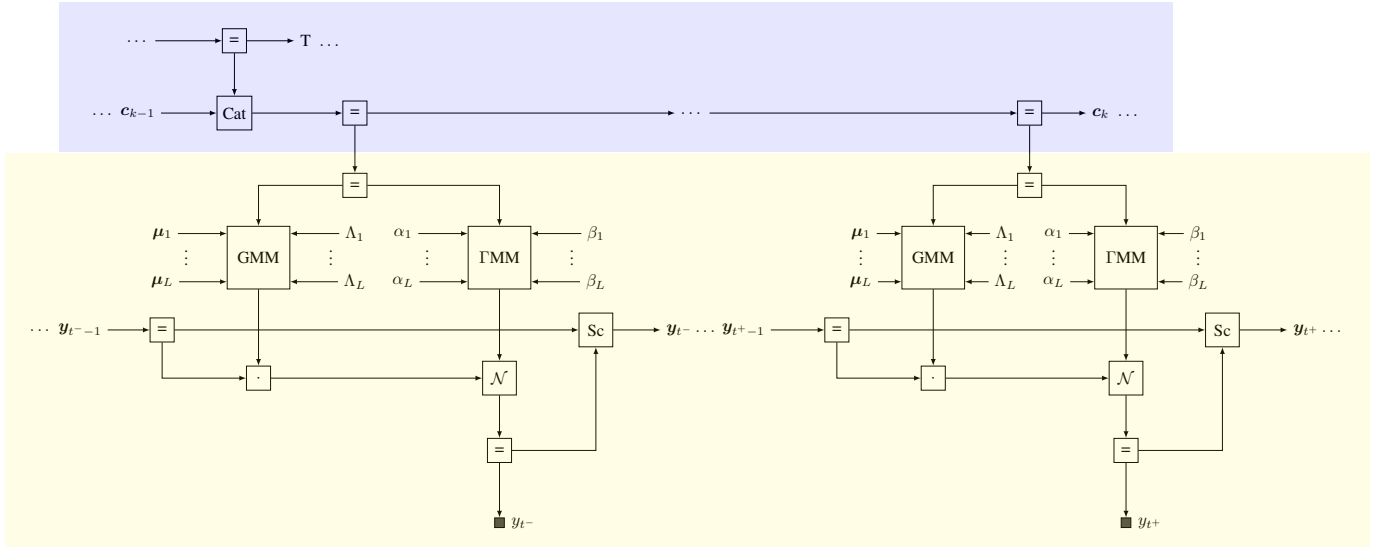 … = T …
… c_{k−1} Cat = … = c_k …
= =
μ_1 Λ_1 α_1 β_1 μ_1 Λ_1 α_1 β_1
⋮ GMM ⋮ ⋮ ΓMM ⋮ ⋮ GMM ⋮ ⋮ ΓMM ⋮
μ_L Λ_L α_L β_L μ_L Λ_L α_L β_L
… y_{t^−−1} = Sc y_{t^−} … y_{t^+−1} = Sc y_{t^+} …
· 𝒩 · 𝒩
= =
y_{t^−} y_{t^+}